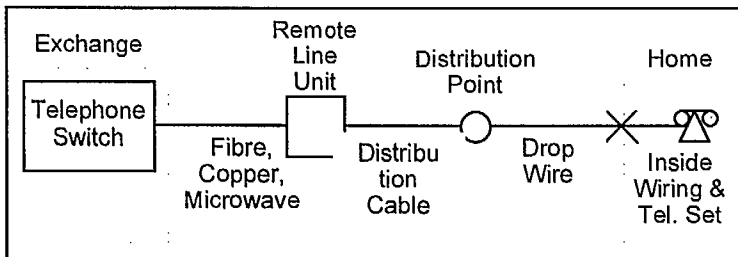 Exchange
Remote
Line
Unit
Distribution
Point
Home
Telephone
Switch
Fibre,
Copper,
Microwave
Distribu
tion
Cable
Drop
Wire
Inside
Wiring &
Tel. Set